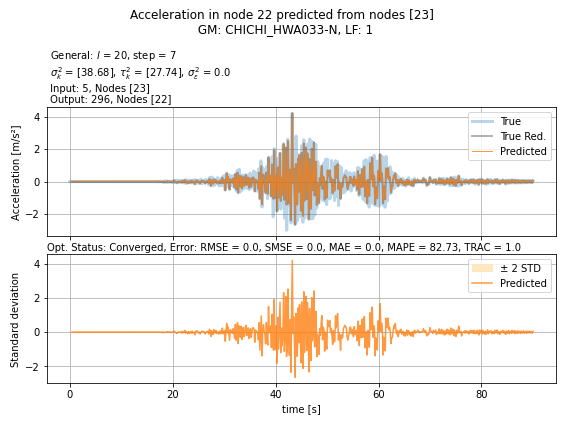 Acceleration in node 22 predicted from nodes [23]
GM: CHICHI_HWA033-N, LF: 1
General: l = 20, step = 7
σ²ₖ = [38.68], τ²ₖ = [27.74], σ²ε = 0.0
Input: 5, Nodes [23]
Output: 296, Nodes [22]
Acceleration [m/s²]
4
2
0
−2
True
True Red.
Predicted
Opt. Status: Converged, Error: RMSE = 0.0, SMSE = 0.0, MAE = 0.0, MAPE = 82.73, TRAC = 1.0
Standard deviation
4
2
0
−2
± 2 STD
Predicted
0 20 40 60 80
time [s]